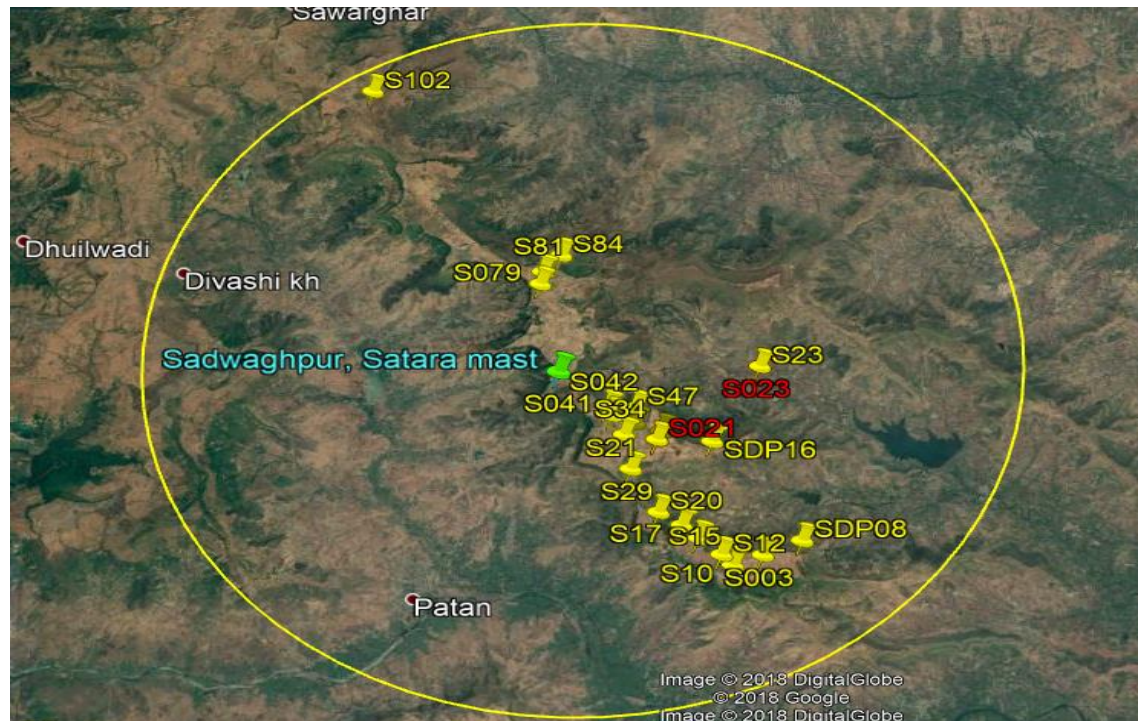 Sawarghar
S102
Dhuilwadi
Divashi kh
S81
S84
S079
Sadwaghpur, Satara mast
S23
S023
S042
S041
S47
S34
S021
S21
SDP16
S29
S20
S17
S15
S12
SDP08
S10
S003
Patan
Image © 2018 DigitalGlobe
© 2018 Google
Image © 2018 DigitalGlobe